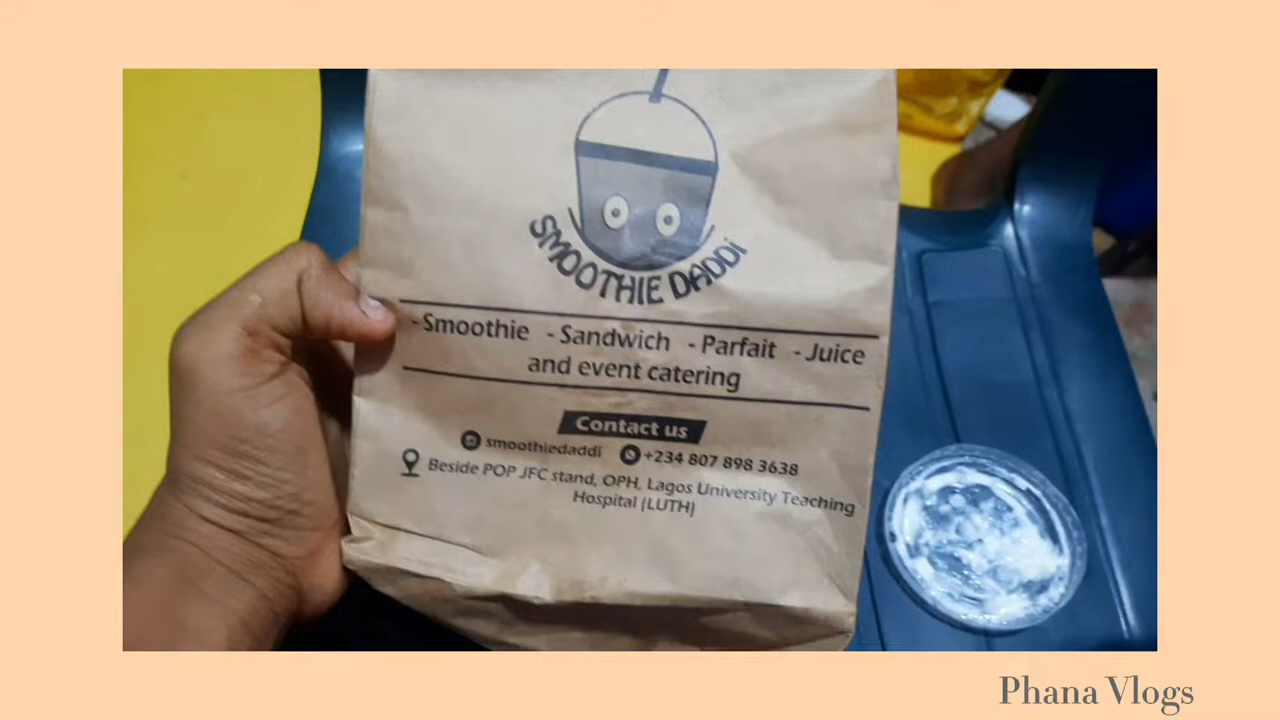 SMOOTHIE DADDi
- Smoothie - Sandwich - Parfait - Juice
and event catering
Contact us
smoothiedaddi +234 807 898 3638
Beside POP JFC stand, OPH, Lagos University Teaching
Hospital (LUTH)
Phana Vlogs